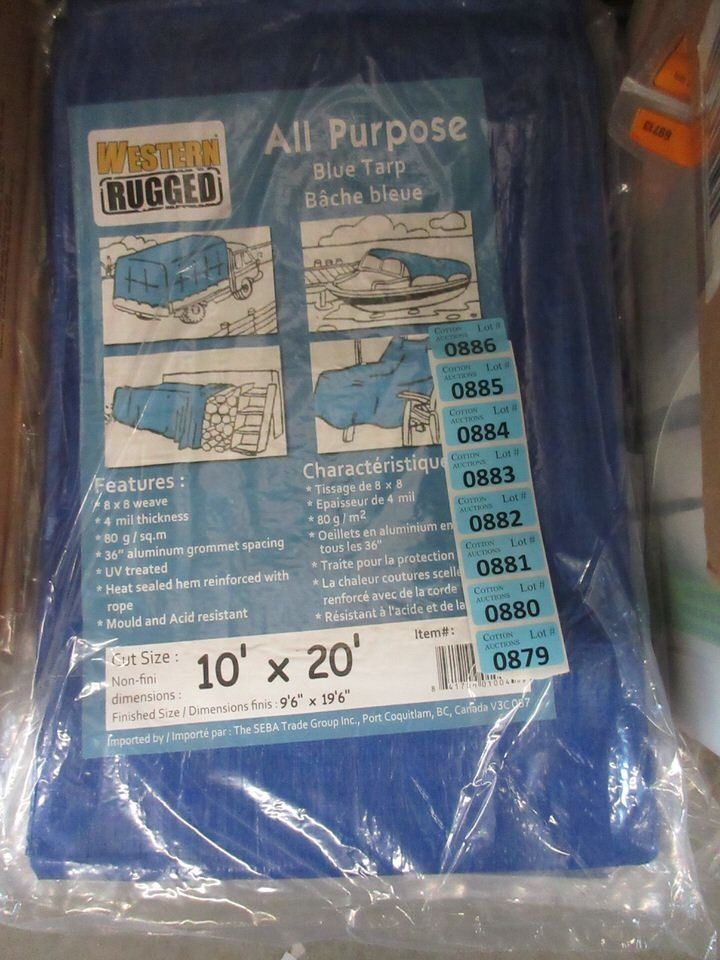 WESTERN
RUGGED
All Purpose
Blue Tarp
Bâche bleue
Features :
* 8 x 8 weave
* 4 mil thickness
* 80 g / sq.m
* 36" aluminum grommet spacing
* UV treated
* Heat sealed hem reinforced with
rope
* Mould and Acid resistant
Caractéristique
* Tissage de 8 x 8
* Epaisseur de 4 mil
* 80 g / m²
* Oeillets en aluminium en
tous les 36"
* Traite pour la protection
* La chaleur coutures scelle
renforcé avec de la corde
* Résistant à l'acide et de la
COTTON AUCTIONS Lot #
0886
COTTON AUCTIONS Lot #
0885
COTTON AUCTIONS Lot #
0884
COTTON AUCTIONS Lot #
0883
COTTON AUCTIONS Lot #
0882
COTTON AUCTIONS Lot #
0881
COTTON AUCTIONS Lot #
0880
COTTON AUCTIONS Lot #
0879
Cut Size :
Non-fini
dimensions :
10' x 20'
Item#:
Finished Size / Dimensions finis : 9'6" x 19'6"
Imported by / Importé par : The SEBA Trade Group Inc., Port Coquitlam, BC, Canada V3C 0B7